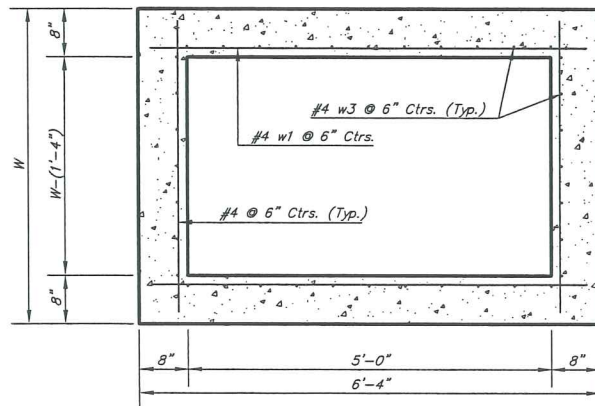 8"
#4 w3 @ 6" Ctrs. (Typ.)
#4 w1 @ 6" Ctrs.
W
W-(1'-4")
#4 @ 6" Ctrs. (Typ.)
8"
8"
5'-0"
8"
6'-4"